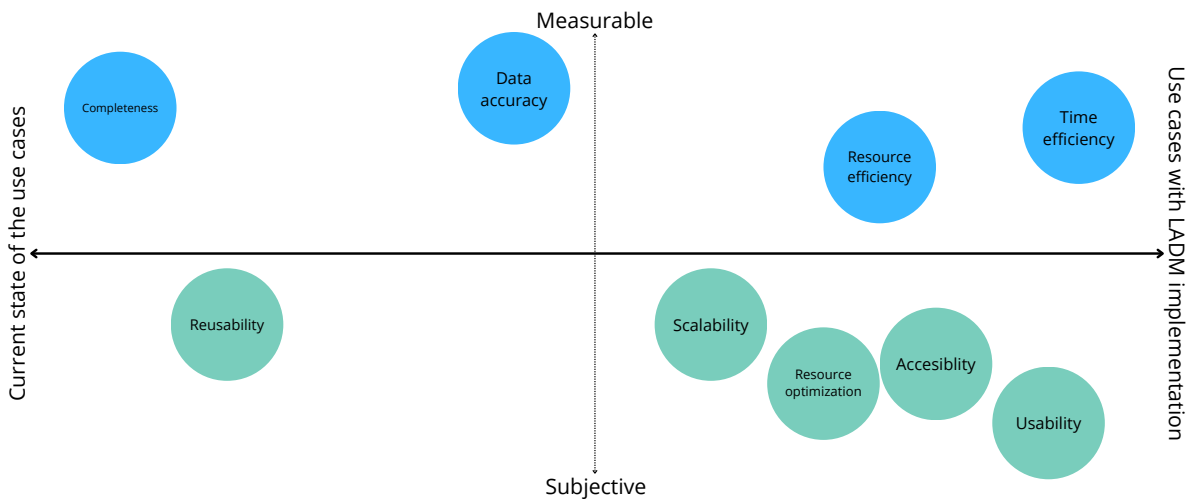 Measurable
Completeness
Data
accuracy
Time
efficiency
Resource
efficiency
Current state of the use cases
Use cases with LADM implementation
Reusability
Scalability
Resource
optimization
Accesiblity
Usability
Subjective